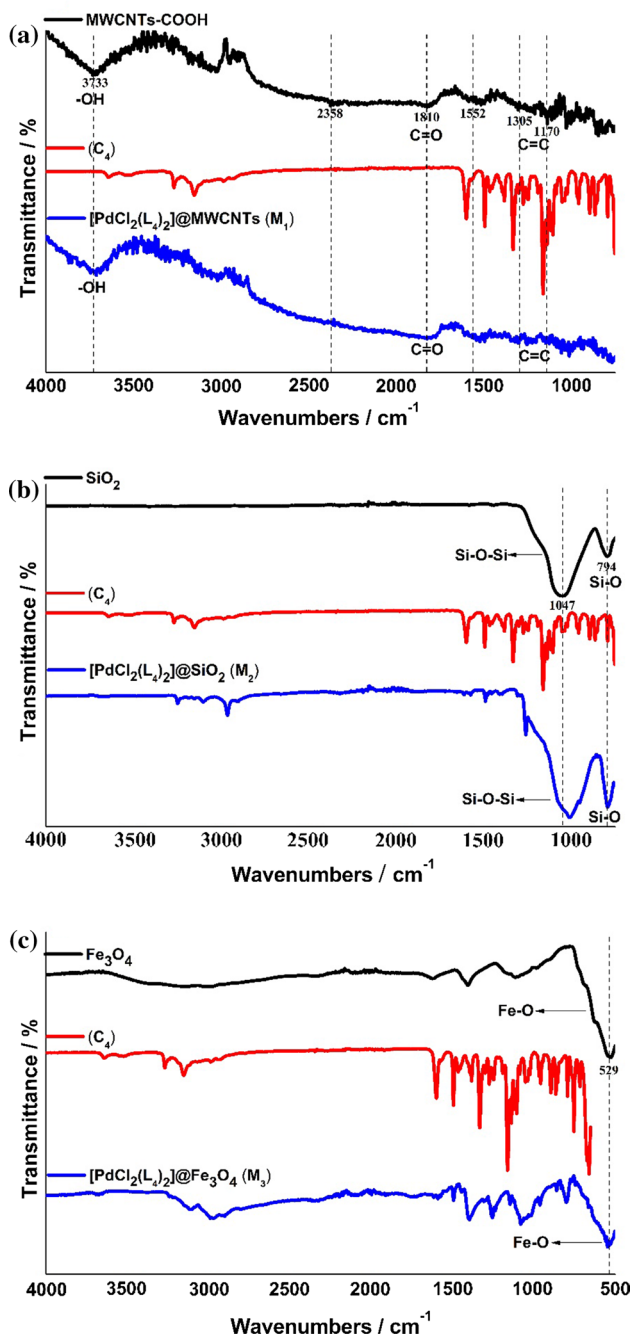 (a)
MWCNTs-COOH
3733
-OH
2358
1810
C=O
1552
1305
C=C
1170
(C4)
[PdCl2(L4)2]@MWCNTs (M1)
-OH
C=O
C=C
Transmittance / %
4000 3500 3000 2500 2000 1500 1000
Wavenumbers / cm-1
(b)
SiO2
Si-O-Si
1047
794
Si-O
(C4)
[PdCl2(L4)2]@SiO2 (M2)
Si-O-Si
Si-O
Transmittance / %
4000 3500 3000 2500 2000 1500 1000
Wavenumbers / cm-1
(c)
Fe3O4
Fe-O
529
(C4)
[PdCl2(L4)2]@Fe3O4 (M3)
Fe-O
Transmittance / %
4000 3500 3000 2500 2000 1500 1000 500
Wavenumbers / cm-1